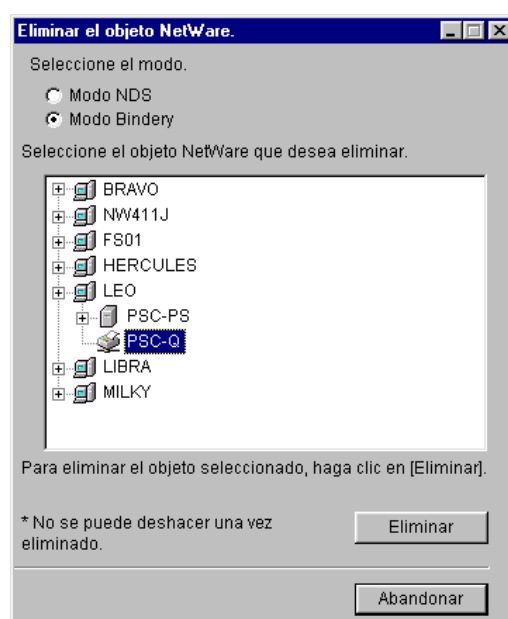 Eliminar el objeto NetWare.
Seleccione el modo.
Modo NDS
Modo Bindery
Seleccione el objeto NetWare que desea eliminar.
BRAVO
NW411J
FS01
HERCULES
LEO
PSC-PS
PSC-Q
LIBRA
MILKY
Para eliminar el objeto seleccionado, haga clic en [Eliminar].
* No se puede deshacer una vez
eliminado.
Eliminar
Abandonar